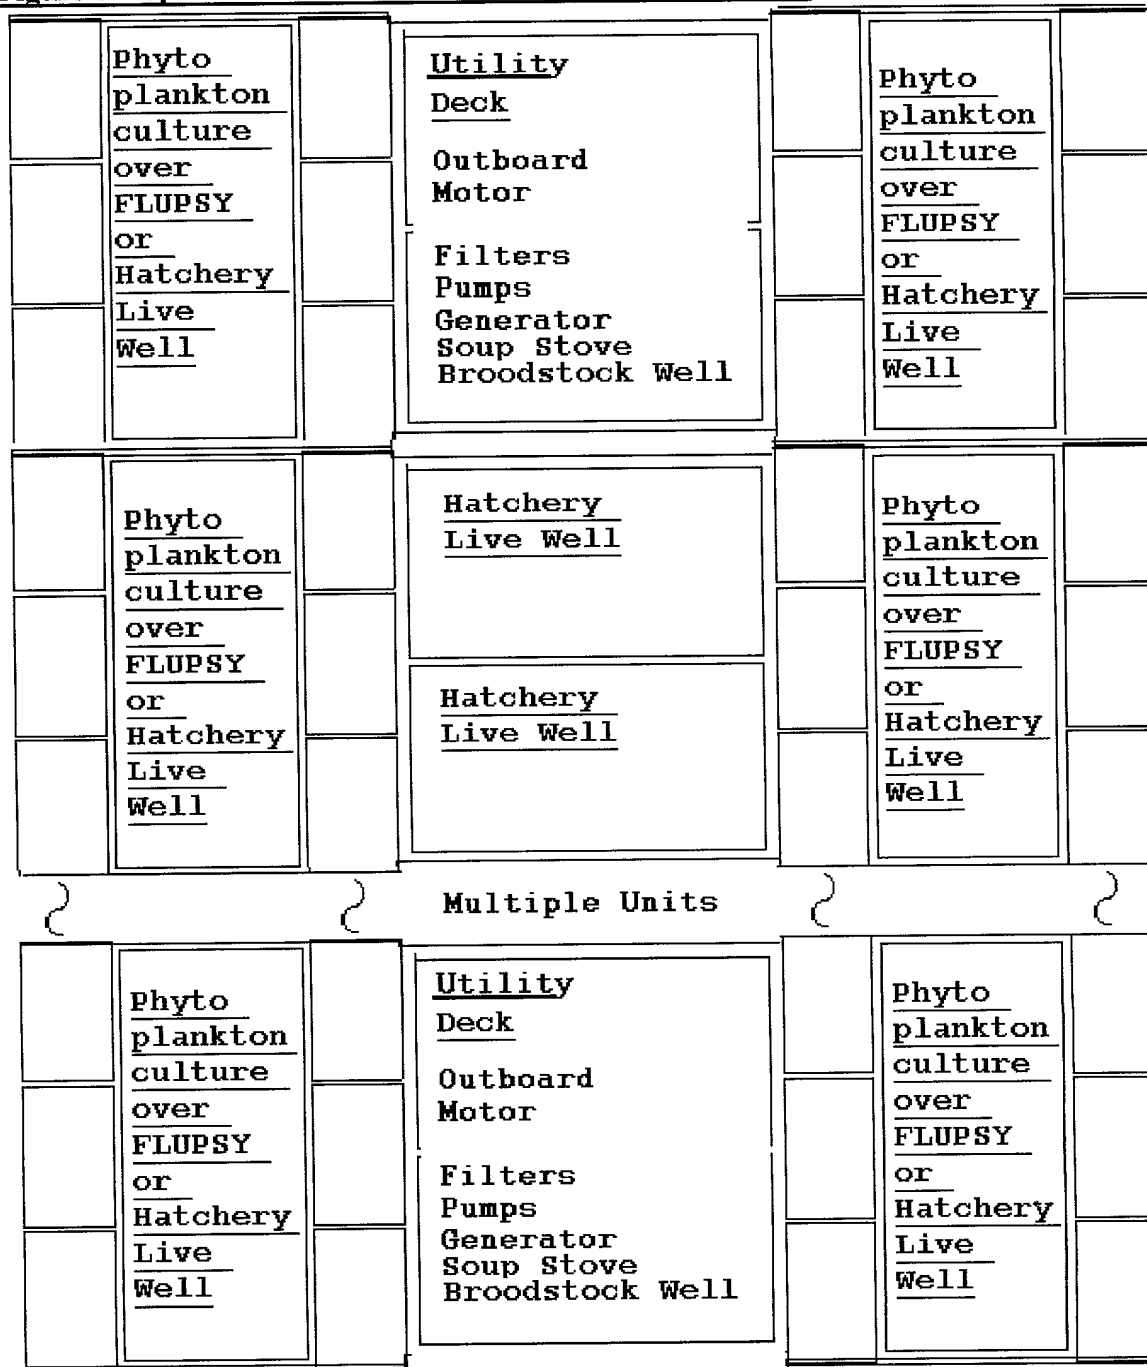 Phyto
plankton
culture
over
FLUPSY
or
Hatchery
Live
Well
Utility
Deck
Outboard
Motor
Filters
Pumps
Generator
Soup Stove
Broodstock Well
Phyto
plankton
culture
over
FLUPSY
or
Hatchery
Live
Well
Phyto
plankton
culture
over
FLUPSY
or
Hatchery
Live
Well
Hatchery
Live Well
Hatchery
Live Well
Phyto
plankton
culture
over
FLUPSY
or
Hatchery
Live
Well
Multiple Units
Phyto
plankton
culture
over
FLUPSY
or
Hatchery
Live
Well
Utility
Deck
Outboard
Motor
Filters
Pumps
Generator
Soup Stove
Broodstock Well
Phyto
plankton
culture
over
FLUPSY
or
Hatchery
Live
Well